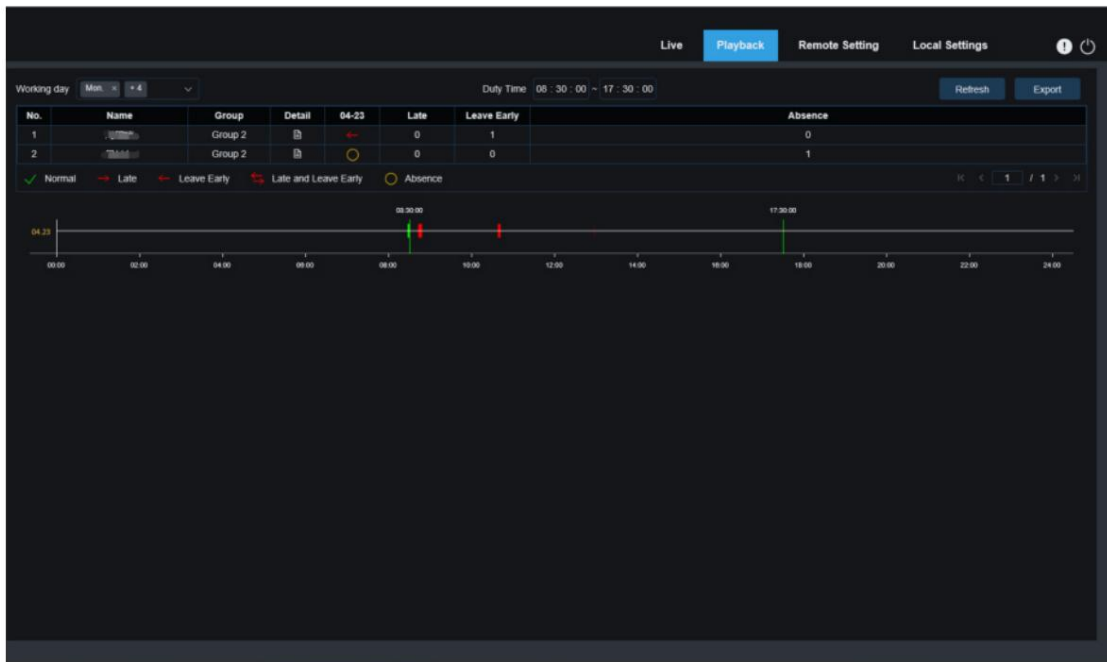 Live Playback Remote Setting Local Settings
Working day Mon. × + 4 Duty Time 08 : 30 : 00 ~ 17 : 30 : 00 Refresh Export
No. Name Group Detail 04-23 Late Leave Early Absence
1 Group 2 0 1 0
2 Group 2 0 0 1
Normal Late Leave Early Late and Leave Early Absence 1 / 1
08:30:00 17:30:00
04.23
00:00 02:00 04:00 06:00 08:00 10:00 12:00 14:00 16:00 18:00 20:00 22:00 24:00